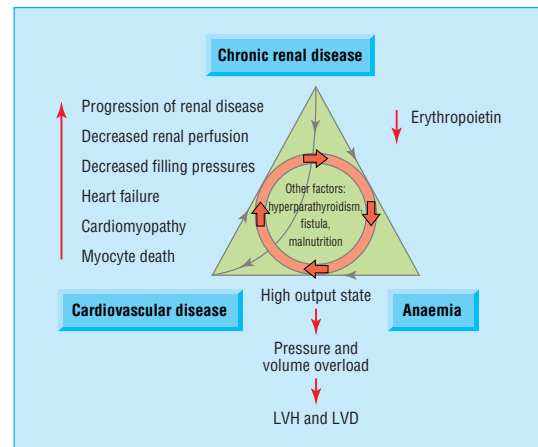 Chronic renal disease
Progression of renal disease
Decreased renal perfusion
Decreased filling pressures
Heart failure
Cardiomyopathy
Myocyte death
Erythropoietin
Other factors:
hyperparathyroidism,
fistula,
malnutrition
Cardiovascular disease
Anaemia
High output state
Pressure and
volume overload
LVH and LVD